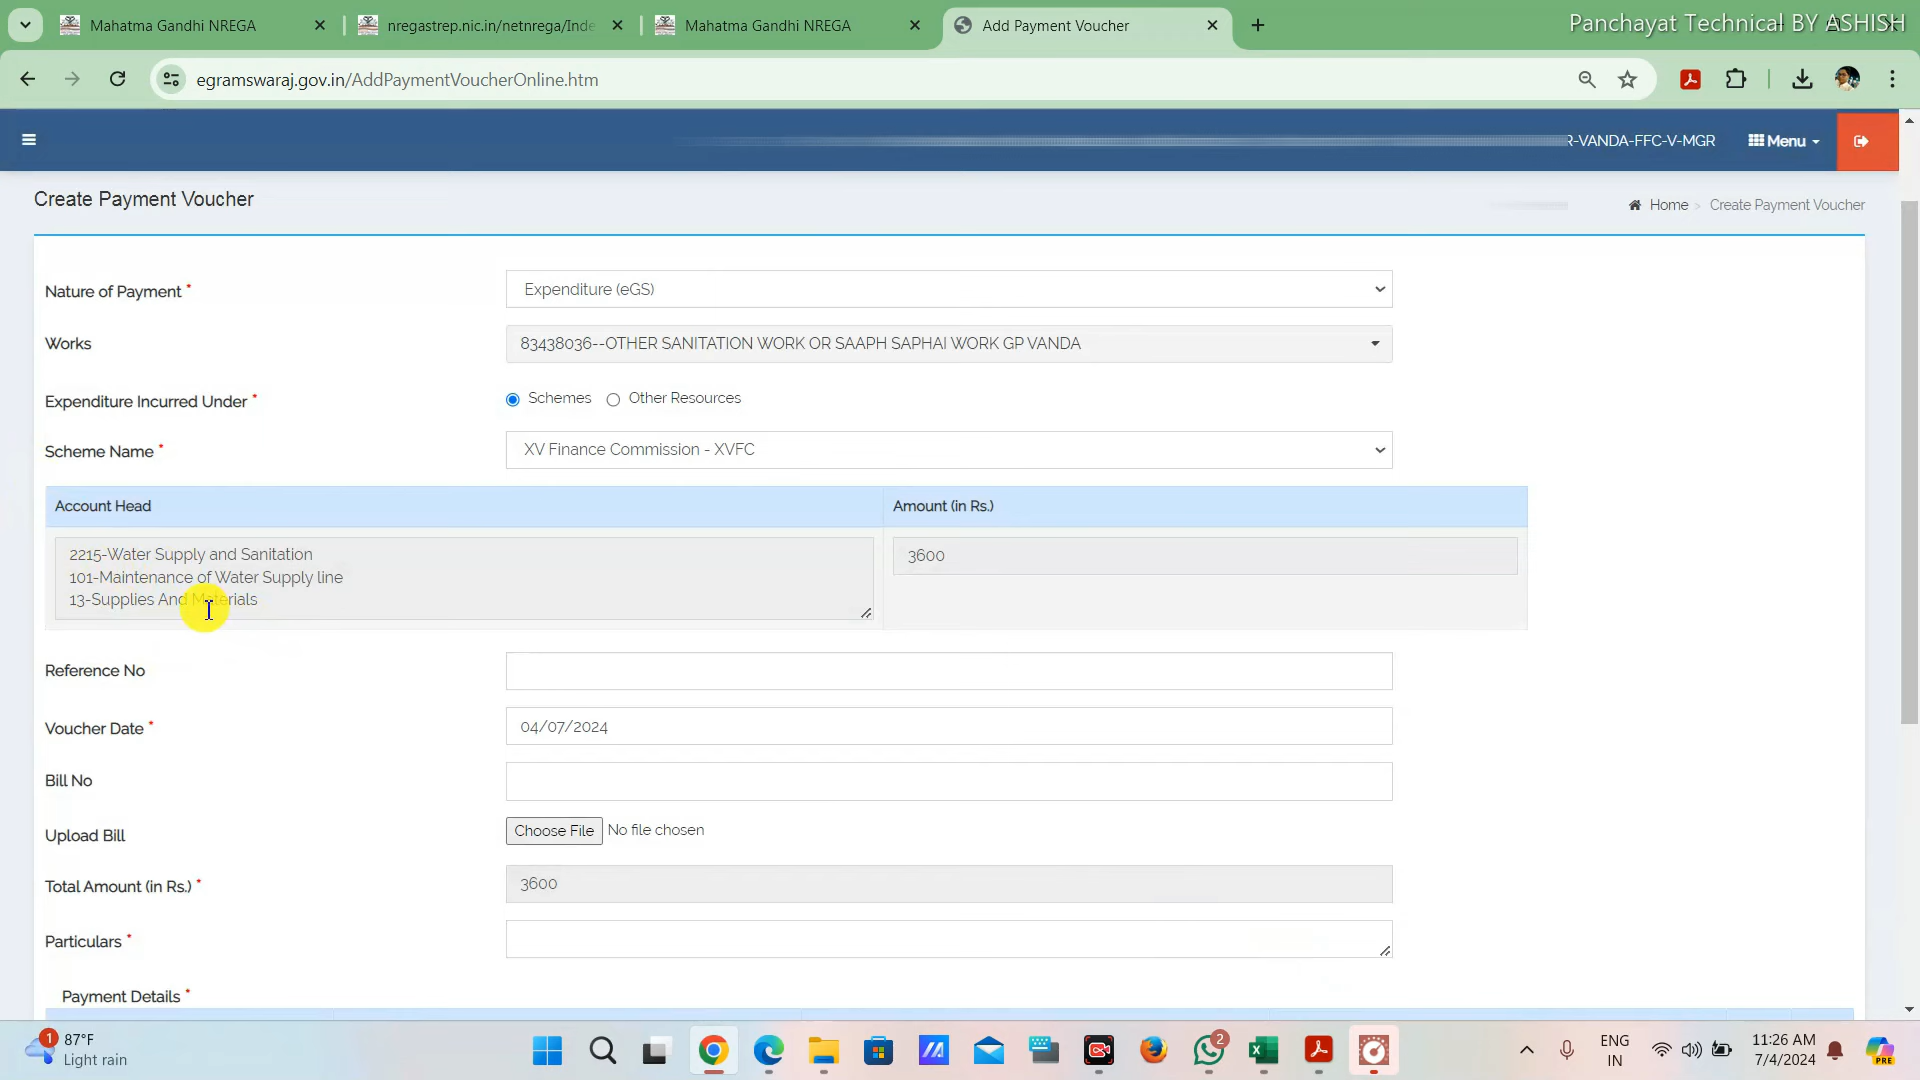 Mahatma Gandhi NREGA
nregastrep.nic.in/netnrega/Inde
Mahatma Gandhi NREGA
Add Payment Voucher
Panchayat Technical BY ASHISH
egramswaraj.gov.in/AddPaymentVoucherOnline.htm
R-VANDA-FFC-V-MGR
Menu
Create Payment Voucher
Home > Create Payment Voucher
Nature of Payment *
Expenditure (eGS)
Works
83438036--OTHER SANITATION WORK OR SAAPH SAPHAI WORK GP VANDA
Expenditure Incurred Under *
Schemes
Other Resources
Scheme Name *
XV Finance Commission - XVFC
Account Head
Amount (in Rs.)
2215-Water Supply and Sanitation
101-Maintenance of Water Supply line
13-Supplies And Materials
3600
Reference No
Voucher Date *
04/07/2024
Bill No
Upload Bill
Choose File No file chosen
Total Amount (in Rs.) *
3600
Particulars *
Payment Details *
1
87°F
Light rain
2
PRE
ENG
IN
11:26 AM
7/4/2024